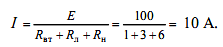 I = E / (Rвт + Rл + Rн) = 100 / (1+3+6) = 10 А.